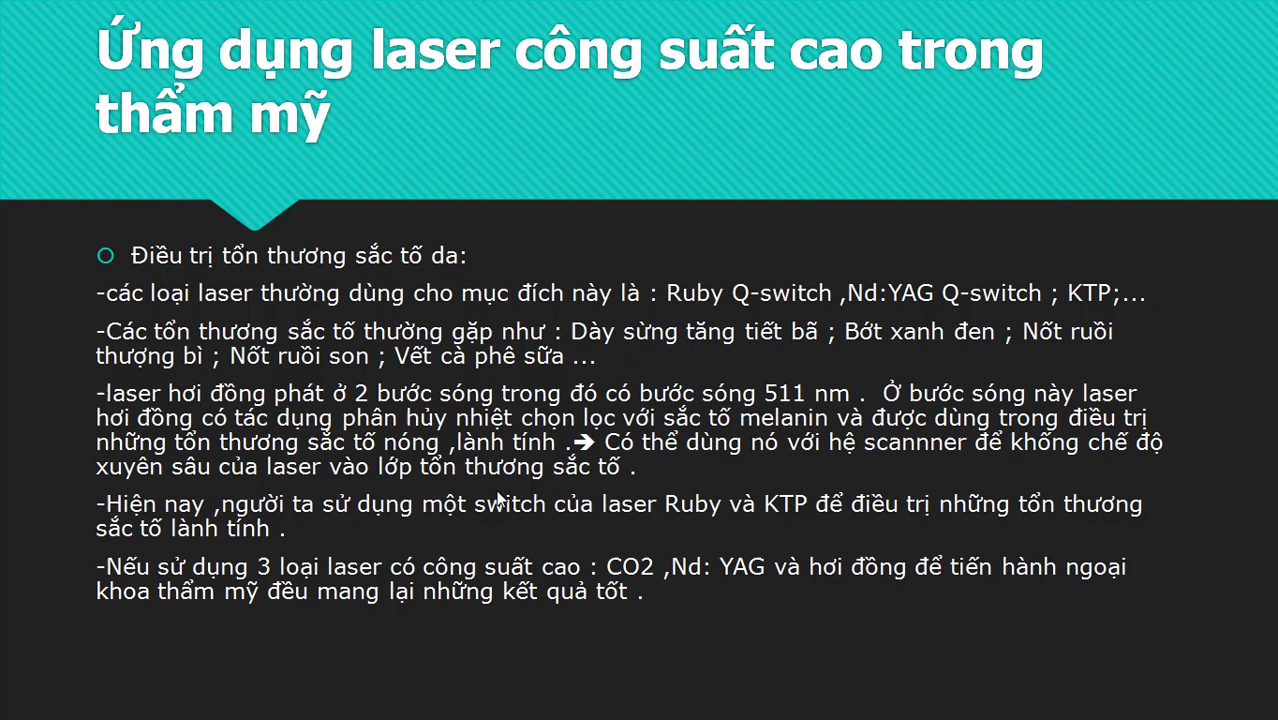 Ứng dụng laser công suất cao trong
thẩm mỹ
Điều trị tổn thương sắc tố da:
-các loại laser thường dùng cho mục đích này là : Ruby Q-switch ,Nd:YAG Q-switch ; KTP;...
-Các tổn thương sắc tố thường gặp như : Dày sừng tăng tiết bã ; Bớt xanh đen ; Nốt ruồi
thượng bì ; Nốt ruồi son ; Vết cà phê sữa ...
-laser hơi đồng phát ở 2 bước sóng trong đó có bước sóng 511 nm .  Ở bước sóng này laser
hơi đồng có tác dụng phân hủy nhiệt chọn lọc với sắc tố melanin và được dùng trong điều trị
những tổn thương sắc tố nóng ,lành tính .➔ Có thể dùng nó với hệ scannner để khống chế độ
xuyên sâu của laser vào lớp tổn thương sắc tố .
-Hiện nay ,người ta sử dụng một switch của laser Ruby và KTP để điều trị những tổn thương
sắc tố lành tính .
-Nếu sử dụng 3 loại laser có công suất cao : CO2 ,Nd: YAG và hơi đồng để tiến hành ngoại
khoa thẩm mỹ đều mang lại những kết quả tốt .